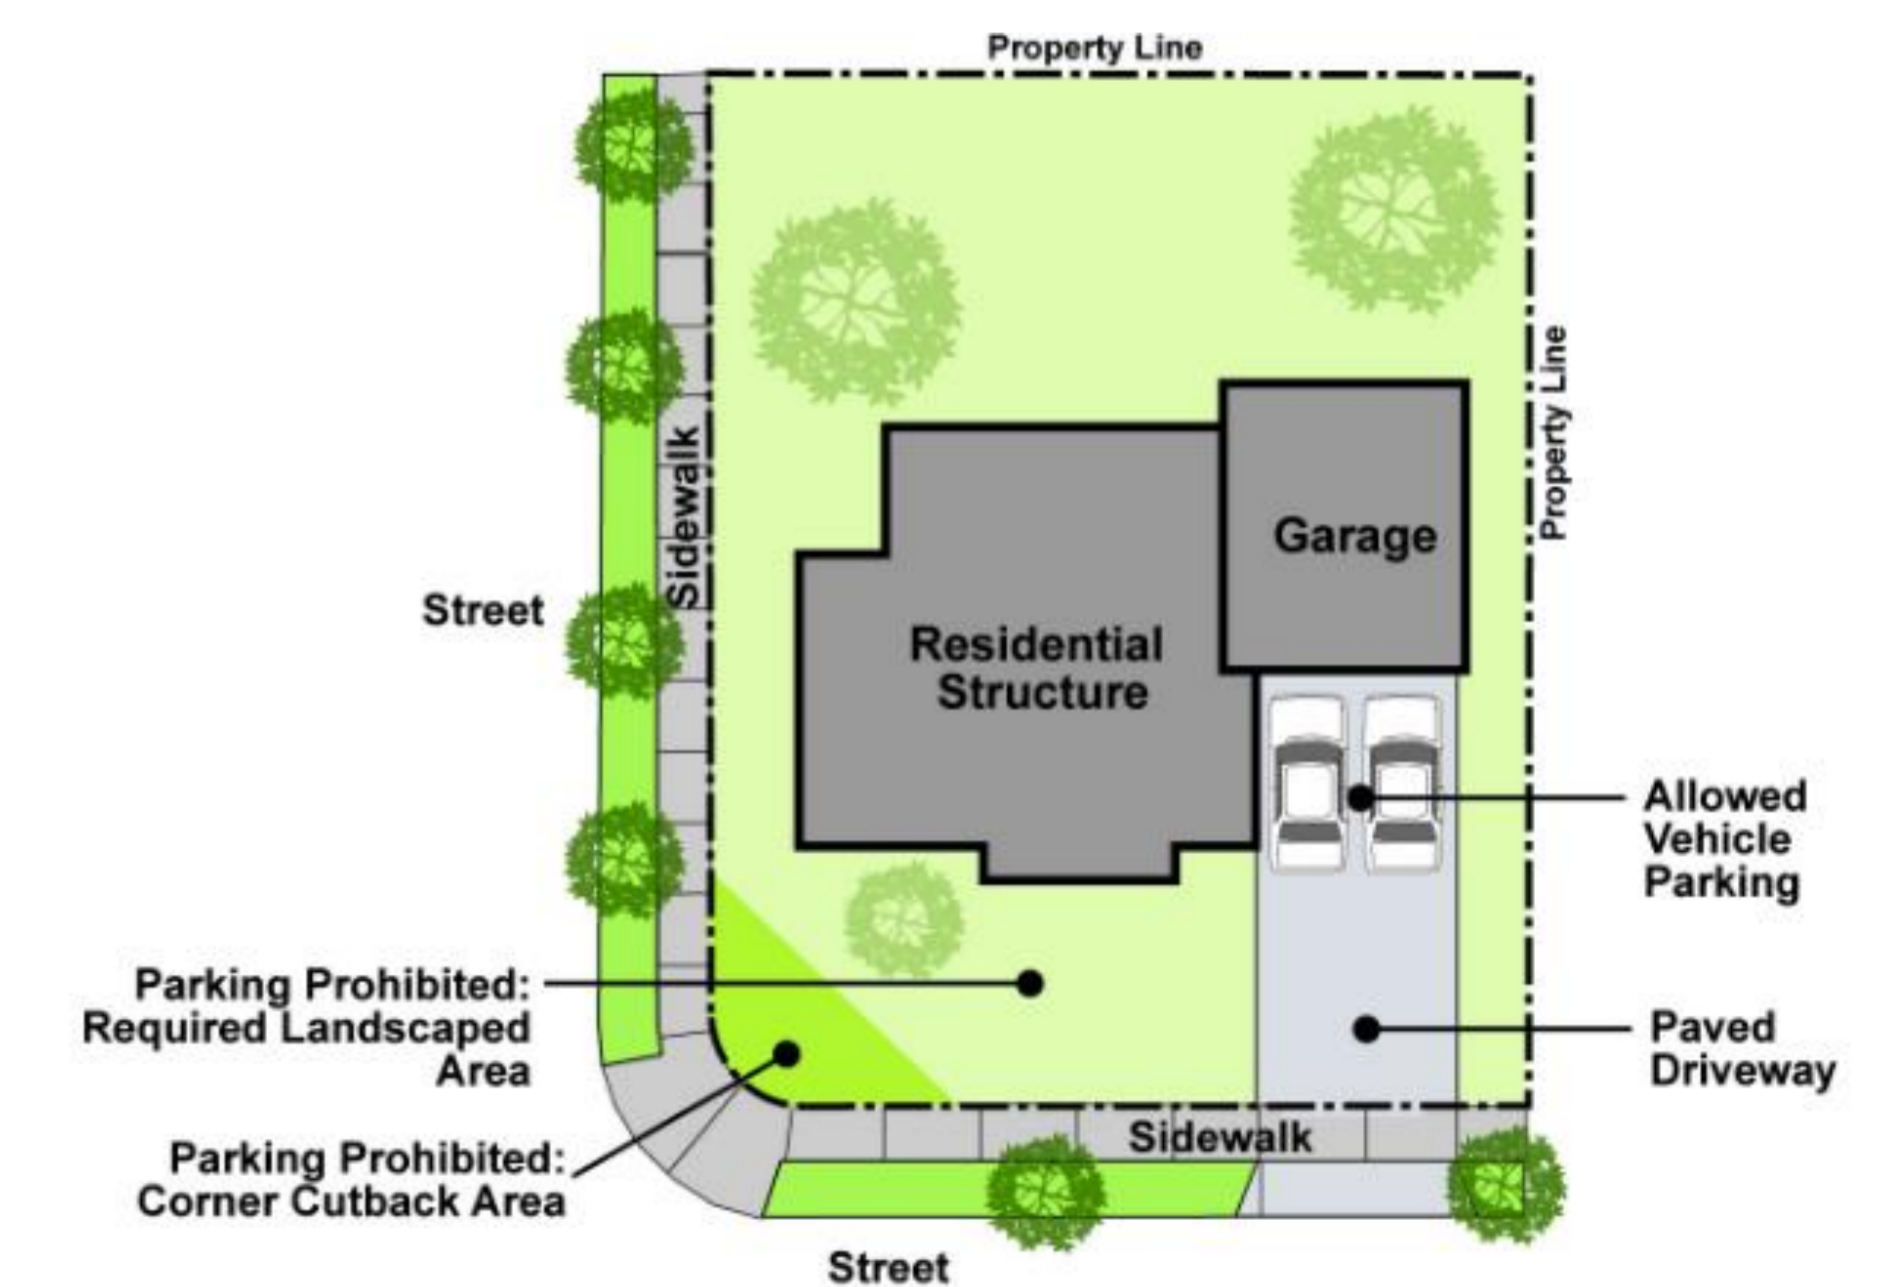 Property Line
Property Line
Sidewalk
Garage
Street
Residential
Structure
Allowed
Vehicle
Parking
Parking Prohibited:
Required Landscaped
Area
Paved
Driveway
Sidewalk
Parking Prohibited:
Corner Cutback Area
Street